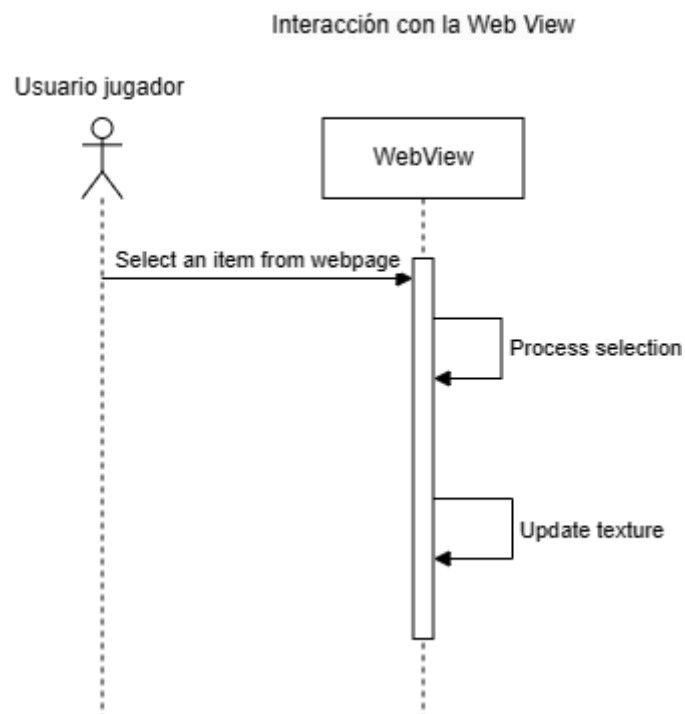 Interacción con la Web View
Usuario jugador
WebView
Select an item from webpage
Process selection
Update texture